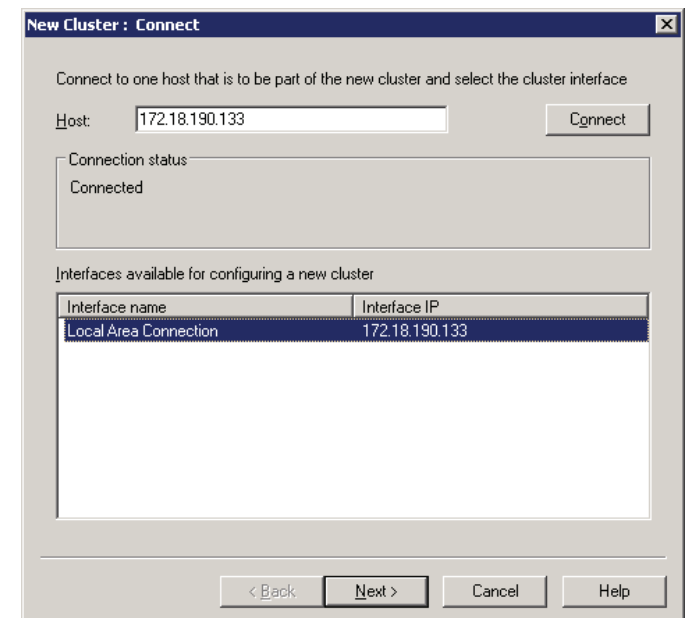 New Cluster : Connect
Connect to one host that is to be part of the new cluster and select the cluster interface
Host: 172.18.190.133 Connect
Connection status
Connected
Interfaces available for configuring a new cluster
Interface name Interface IP
Local Area Connection 172.18.190.133
< Back Next > Cancel Help